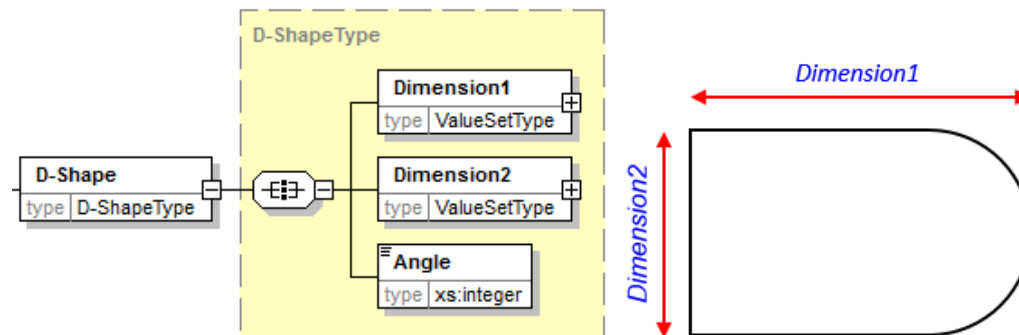 D-ShapeType
Dimension1
type ValueSetType
Dimension2
type ValueSetType
Angle
type xs:integer
D-Shape
type D-ShapeType
Dimension1
Dimension2